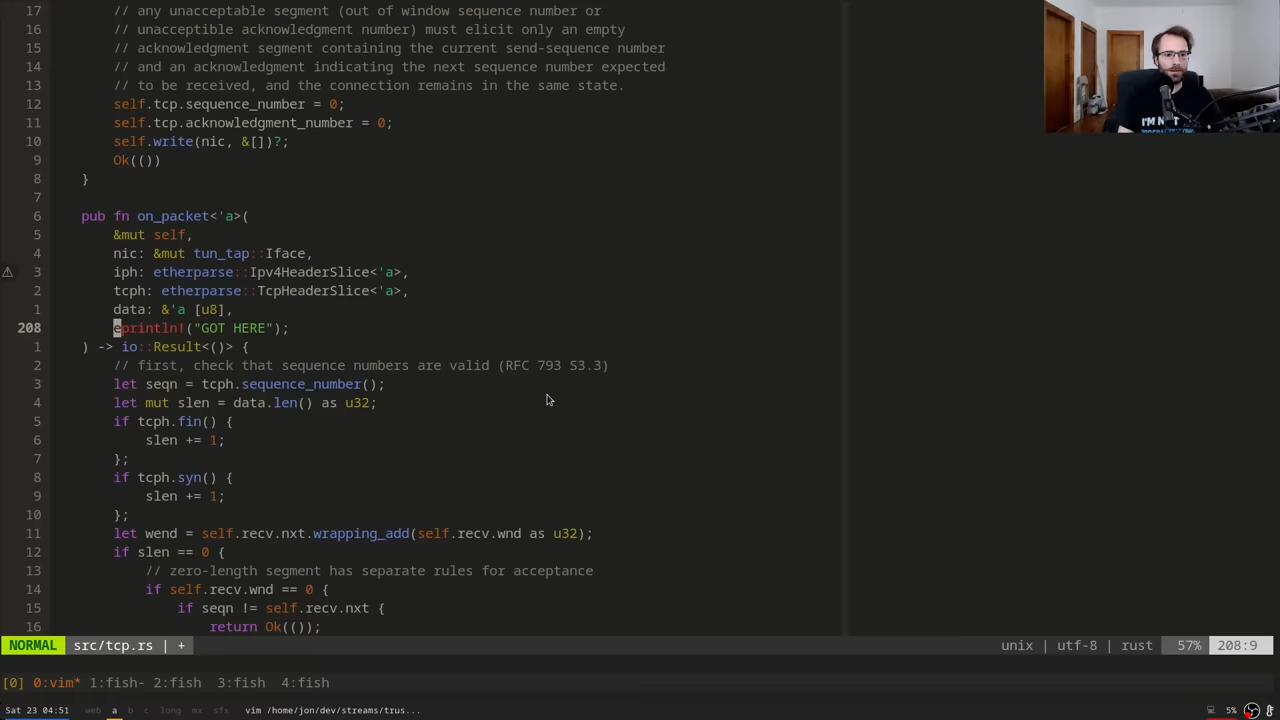 17 // any unacceptable segment (out of window sequence number or
16 // unacceptible acknowledgment number) must elicit only an empty
15 // acknowledgment segment containing the current send-sequence number
14 // and an acknowledgment indicating the next sequence number expected
13 // to be received, and the connection remains in the same state.
12 self.tcp.sequence_number = 0;
11 self.tcp.acknowledgment_number = 0;
10 self.write(nic, &[])?;
9 Ok(())
8 }
7
6 pub fn on_packet<'a>(
5 &mut self,
4 nic: &mut tun_tap::Iface,
⚠ 3 iph: etherparse::Ipv4HeaderSlice<'a>,
2 tcph: etherparse::TcpHeaderSlice<'a>,
1 data: &'a [u8],
208 eprintln!("GOT HERE");
1 ) -> io::Result<()> {
2 // first, check that sequence numbers are valid (RFC 793 S3.3)
3 let seqn = tcph.sequence_number();
4 let mut slen = data.len() as u32;
5 if tcph.fin() {
6 slen += 1;
7 };
8 if tcph.syn() {
9 slen += 1;
10 };
11 let wend = self.recv.nxt.wrapping_add(self.recv.wnd as u32);
12 if slen == 0 {
13 // zero-length segment has separate rules for acceptance
14 if self.recv.wnd == 0 {
15 if seqn != self.recv.nxt {
16 return Ok(());
NORMAL src/tcp.rs | + unix | utf-8 | rust 57% 208:9
[0] 0:vim* 1:fish- 2:fish 3:fish 4:fish
Sat 23 04:51 web a b c long mx sfx vim /home/jon/dev/streams/trus... 5%
I'M NOT